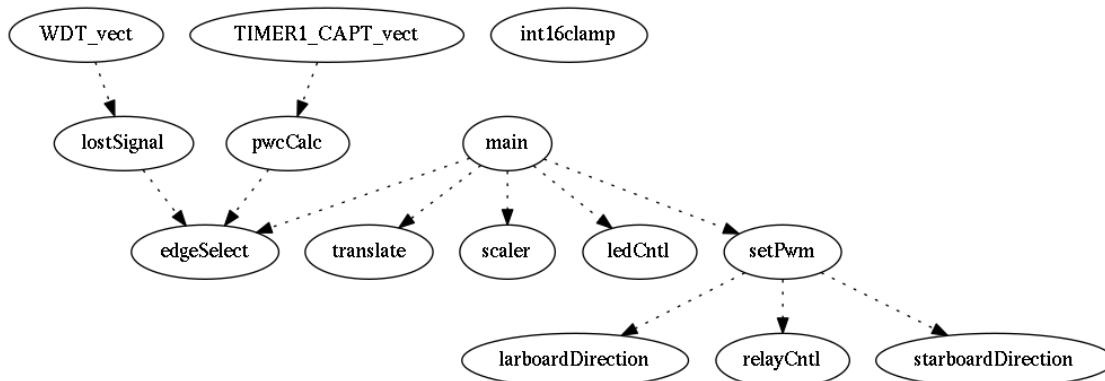 WDT_vect
TIMER1_CAPT_vect
int16clamp
lostSignal
pwcCalc
main
edgeSelect
translate
scaler
ledCntl
setPwm
larboardDirection
relayCntl
starboardDirection